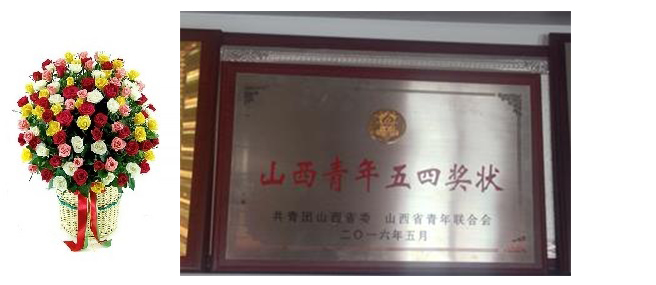 山西青年五四奖状
共青团山西省委 山西省青年联合会
二〇一六年五月